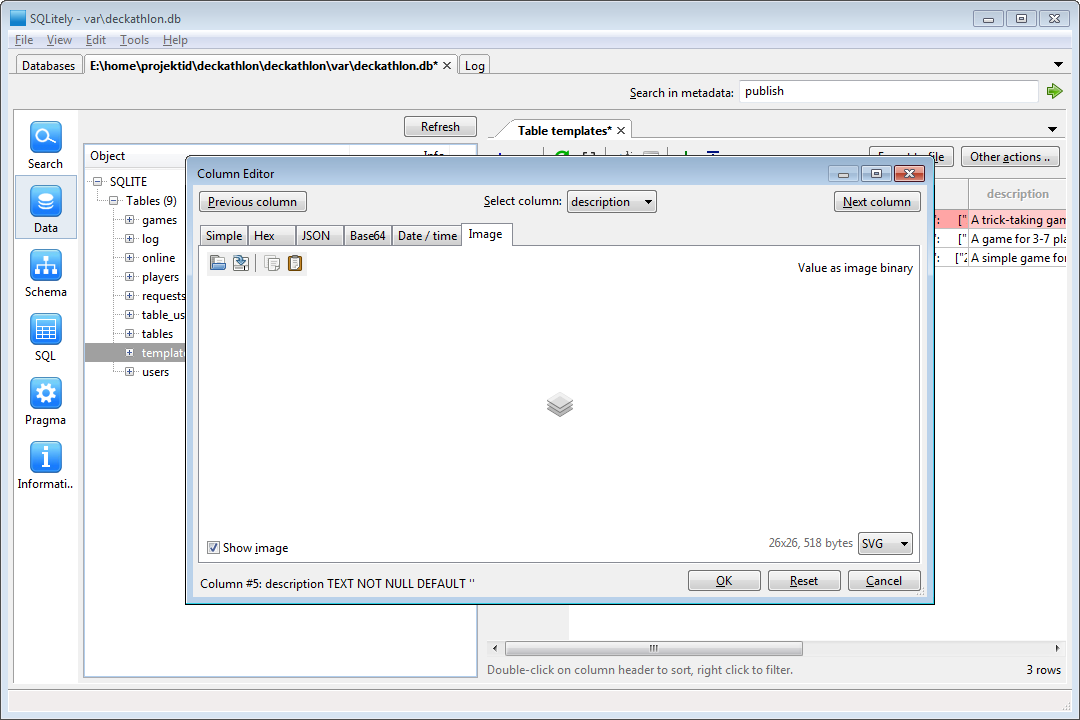 SQLitely - var\deckathlon.db
File View Edit Tools Help
Databases E:\home\projektid\deckathlon\deckathlon\var\deckathlon.db* Log
Search in metadata: publish
Refresh
Table templates*
Object
Other actions ..
description
Search
Data
Schema
SQL
Pragma
Informati..
SQLITE
Tables (9)
games
log
online
players
requests
table_us
tables
template
users
A trick-taking gam
A game for 3-7 pla
A simple game for
Column Editor
Previous column Select column: description Next column
Simple Hex JSON Base64 Date / time Image
Value as image binary
Show image 26x26, 518 bytes SVG
Column #5: description TEXT NOT NULL DEFAULT ''
OK Reset Cancel
Double-click on column header to sort, right click to filter. 3 rows